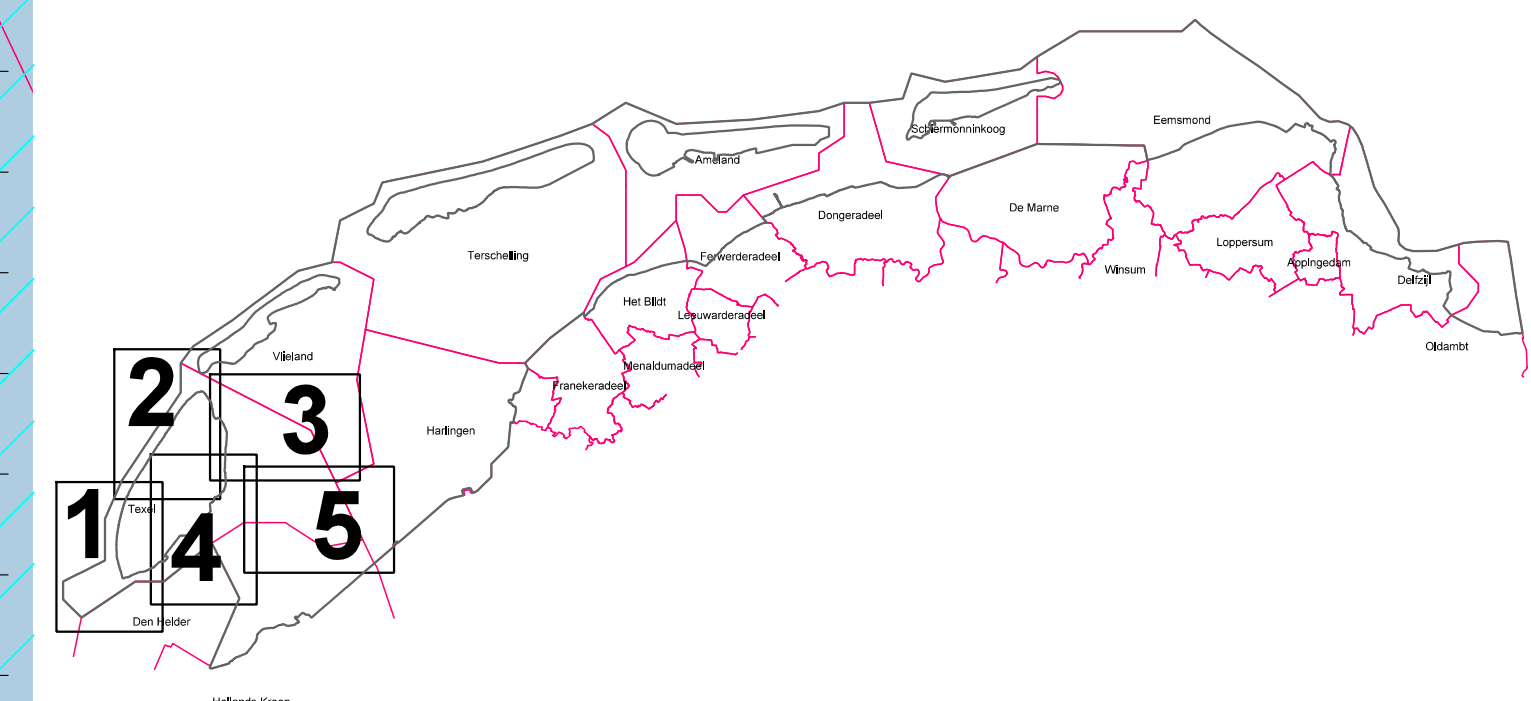 Eemsmond
Schiermonninkoog
Ameland
De Marne
Dongeradeel
Loppersum
Terschelling
Ferwerderadeel
Appingedam
Winsum
Delfzijl
Het Bildt
Leeuwarderadeel
Oldambt
Vlieland
Menaldumadeel
Franekeradeel
2
3
Harlingen
1
Texel
4
5
Den Helder